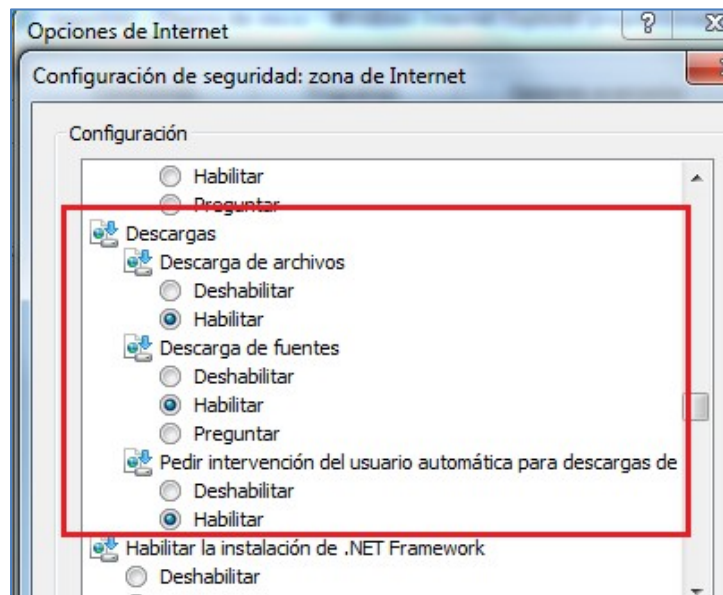 Opciones de Internet
Configuración de seguridad: zona de Internet
Configuración
Habilitar
Preguntar
Descargas
Descarga de archivos
Deshabilitar
Habilitar
Descarga de fuentes
Deshabilitar
Habilitar
Preguntar
Pedir intervención del usuario automática para descargas de
Deshabilitar
Habilitar
Habilitar la instalación de .NET Framework
Deshabilitar